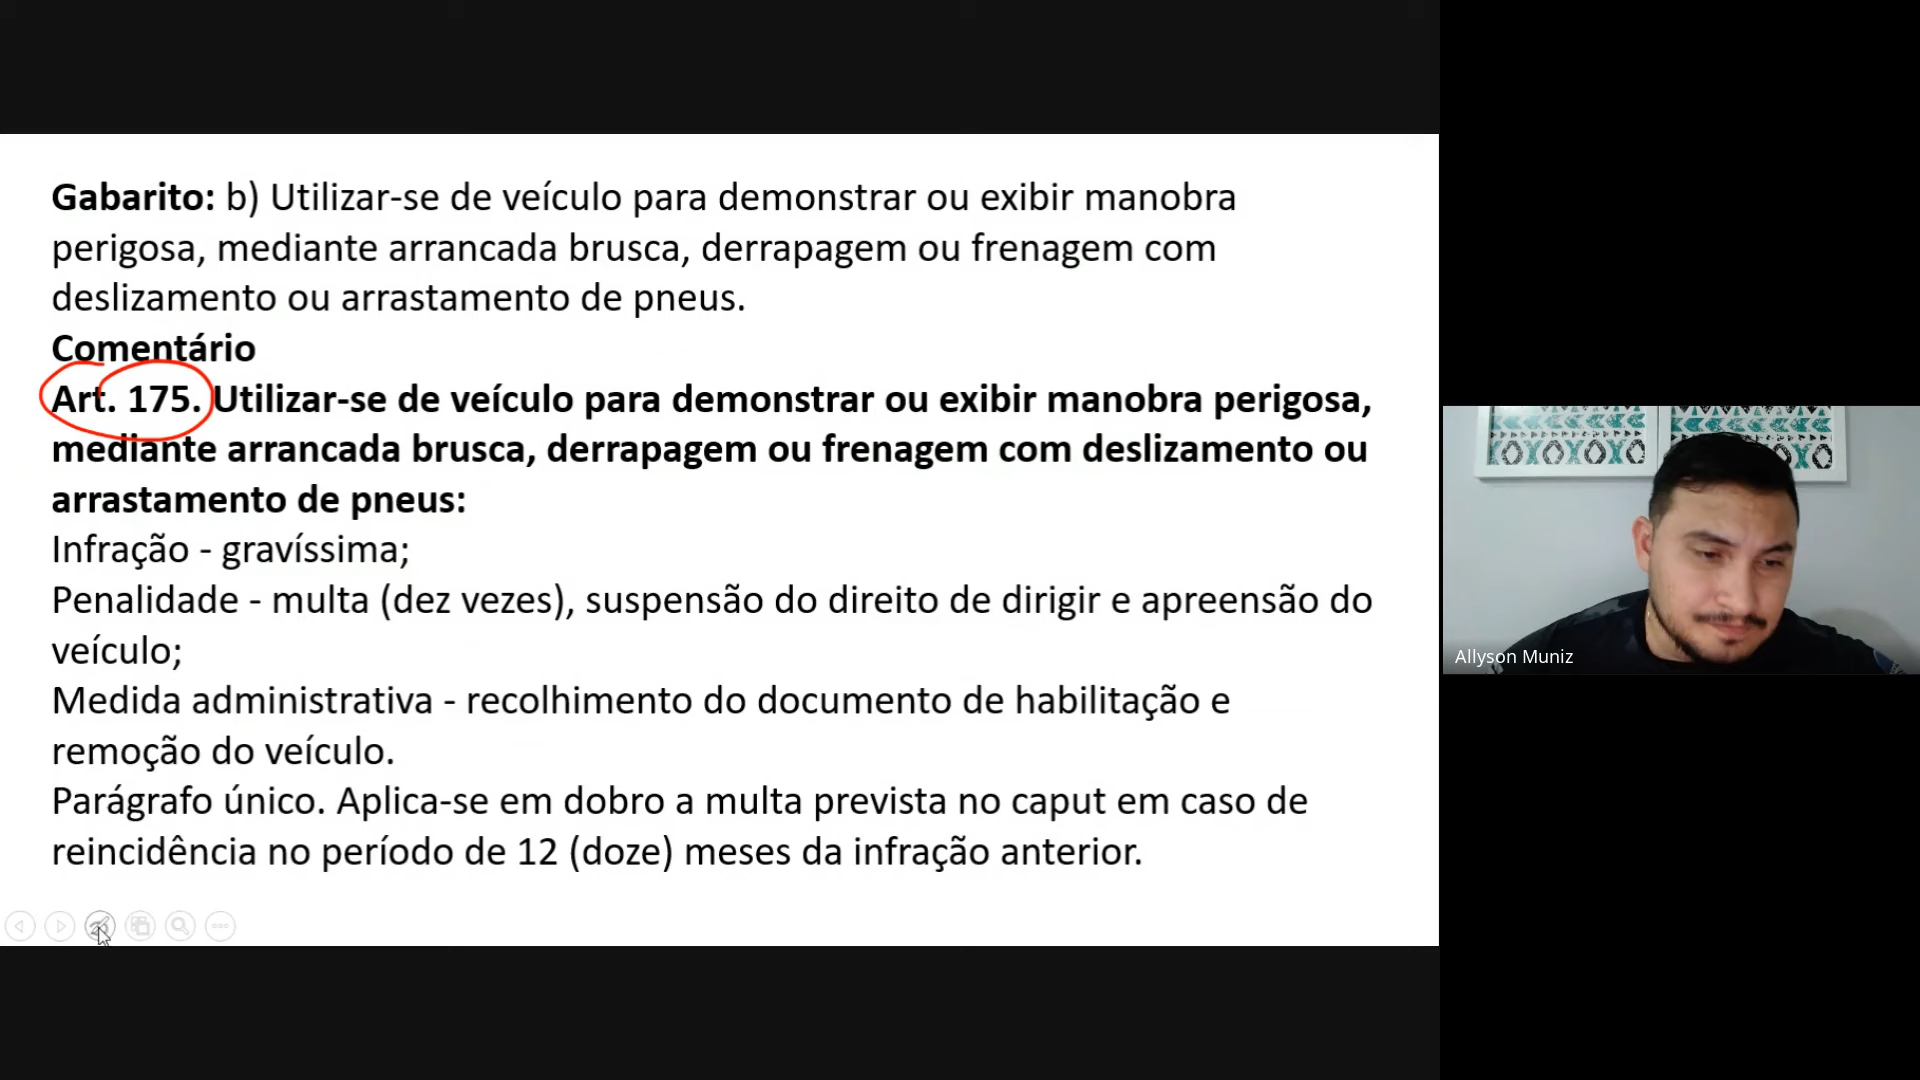 Gabarito: b) Utilizar-se de veículo para demonstrar ou exibir manobra
perigosa, mediante arrancada brusca, derrapagem ou frenagem com
deslizamento ou arrastamento de pneus.
Comentário
Art. 175. Utilizar-se de veículo para demonstrar ou exibir manobra perigosa,
mediante arrancada brusca, derrapagem ou frenagem com deslizamento ou
arrastamento de pneus:
Infração - gravíssima;
Penalidade - multa (dez vezes), suspensão do direito de dirigir e apreensão do
veículo;
Medida administrativa - recolhimento do documento de habilitação e
remoção do veículo.
Parágrafo único. Aplica-se em dobro a multa prevista no caput em caso de
reincidência no período de 12 (doze) meses da infração anterior.
Allyson Muniz